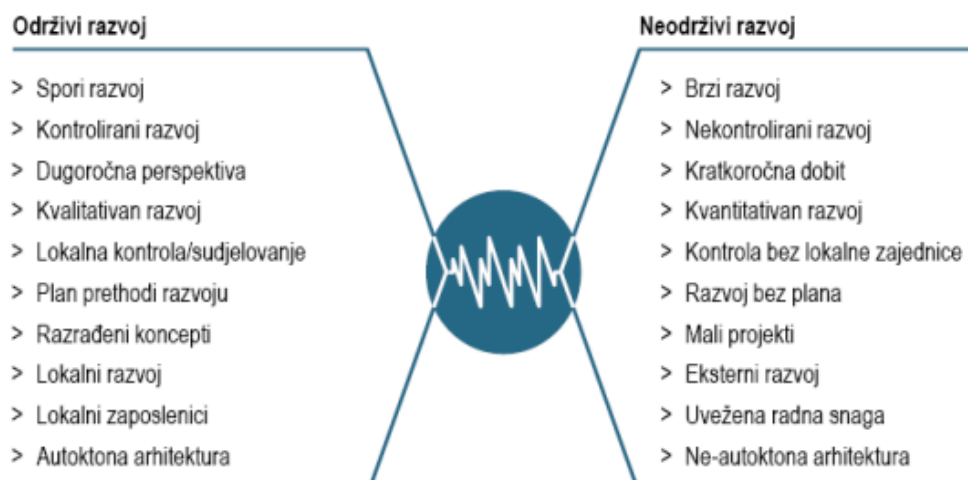 Održivi razvoj
> Spori razvoj
> Kontrolirani razvoj
> Dugoročna perspektiva
> Kvalitativan razvoj
> Lokalna kontrola/sudjelovanje
> Plan prethodi razvoju
> Razrađeni koncepti
> Lokalni razvoj
> Lokalni zaposlenici
> Autoktona arhitektura
Neodrživi razvoj
> Brzi razvoj
> Nekontrolirani razvoj
> Kratkoročna dobit
> Kvantitativan razvoj
> Kontrola bez lokalne zajednice
> Razvoj bez plana
> Mali projekti
> Eksterni razvoj
> Uvežena radna snaga
> Ne-autoktona arhitektura